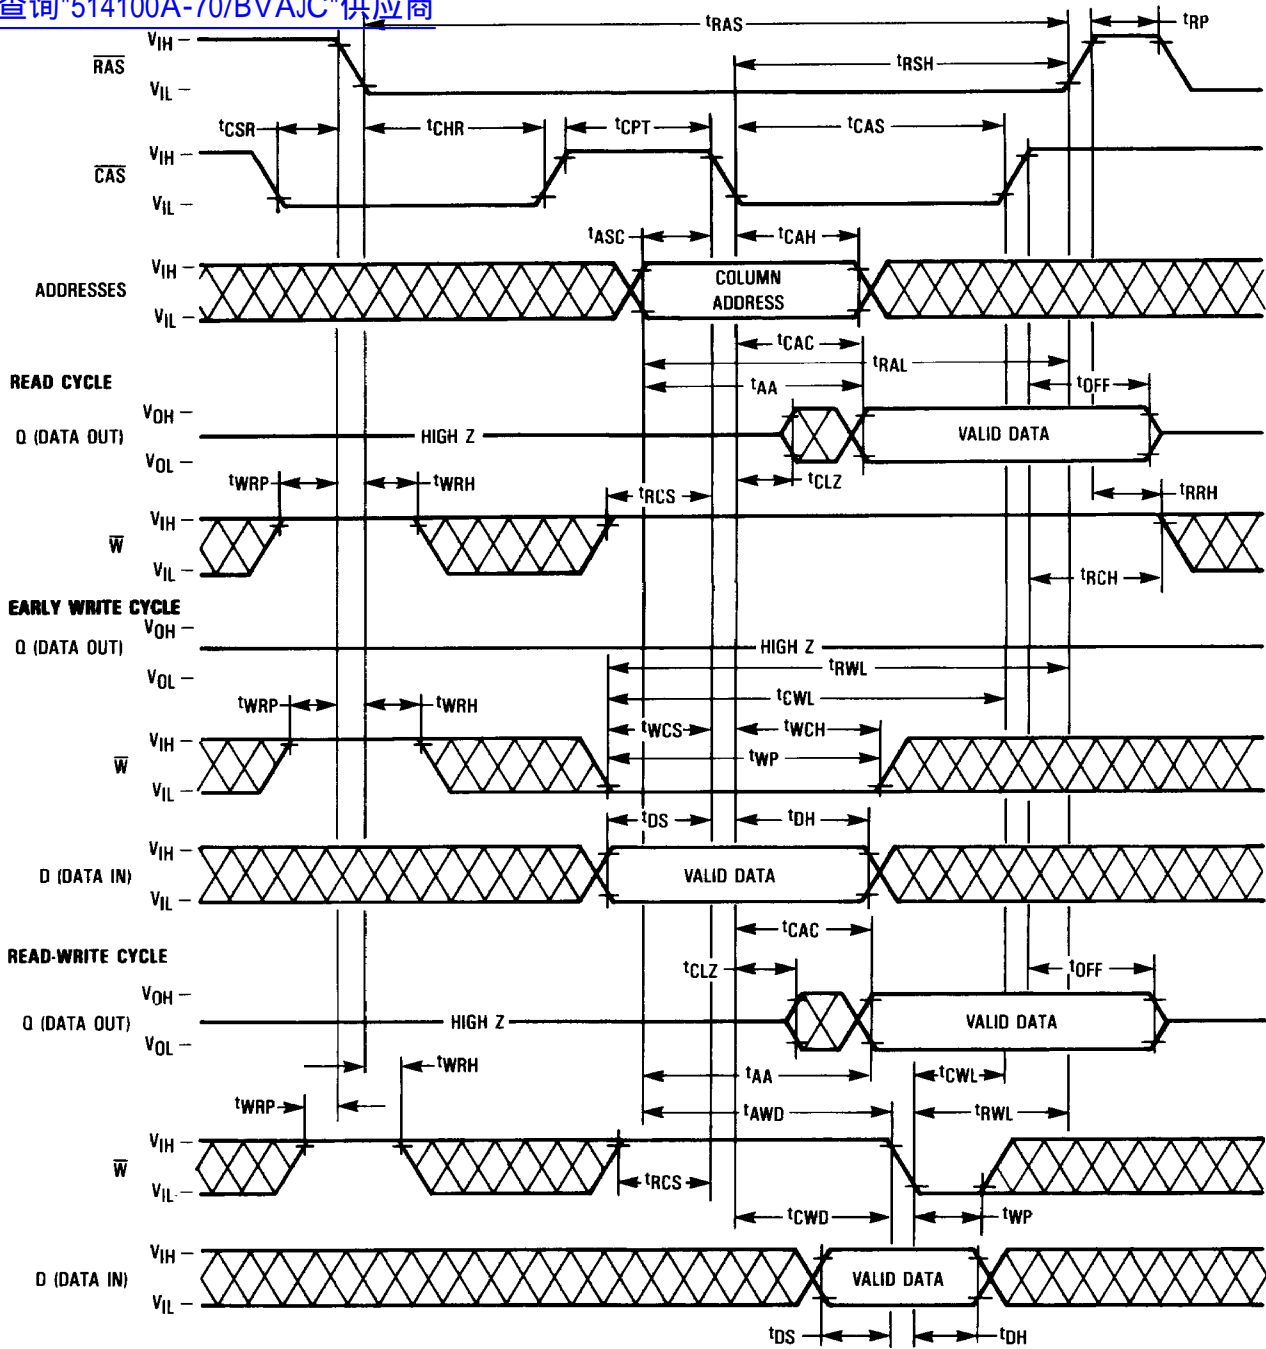 查询"514100A-70/BVAJC"供应商
tRAS
tRP
VIH
RAS
tRSH
VIL
tCSR
tCHR
tCPT
tCAS
VIH
CAS
VIL
tASC
tCAH
VIH
ADDRESSES
COLUMN
ADDRESS
VIL
tCAC
tRAL
READ CYCLE
tAA
tOFF
VOH
Q (DATA OUT)
HIGH Z
VALID DATA
VOL
tWRP
tWRH
tRCS
tCLZ
tRRH
VIH
W
VIL
tRCH
EARLY WRITE CYCLE
VOH
Q (DATA OUT)
HIGH Z
tRWL
VOL
tCWL
tWRP
tWRH
tWCS
tWCH
VIH
W
tWP
VIL
tDS
tDH
VIH
D (DATA IN)
VALID DATA
VIL
tCAC
READ-WRITE CYCLE
tCLZ
tOFF
VOH
Q (DATA OUT)
HIGH Z
VALID DATA
VOL
tWRH
tAA
tCWL
tWRP
tAWD
tRWL
VIH
W
tRCS
VIL
tCWD
tWP
VIH
D (DATA IN)
VALID DATA
VIL
tDS
tDH